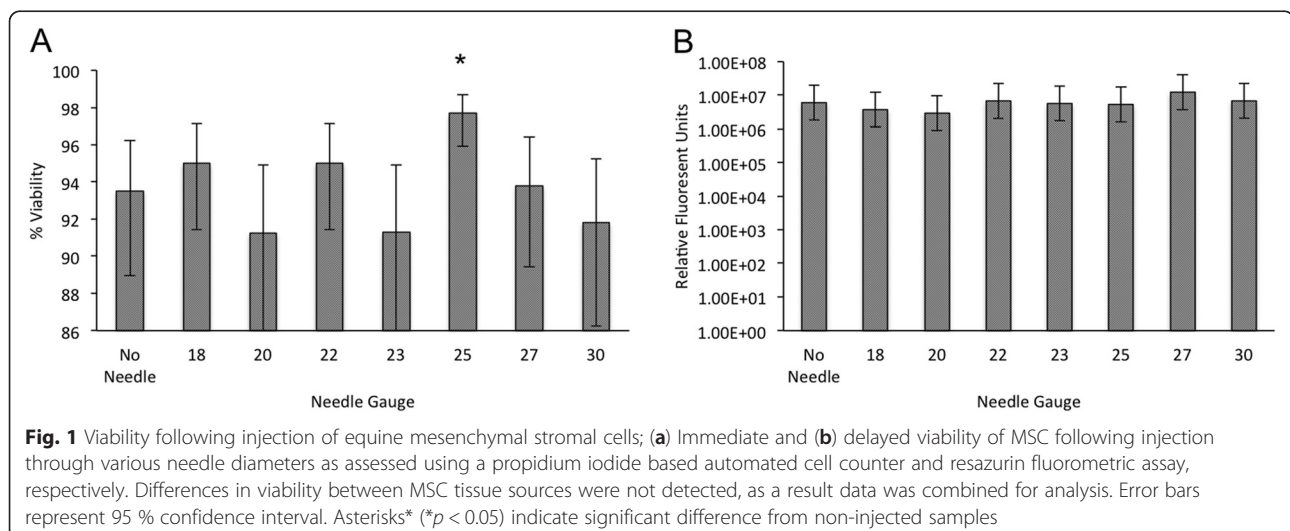 A
B
*
100
98
96
94
92
90
88
86
% Viability
No Needle 18 20 22 23 25 27 30
Needle Gauge
1.00E+08
1.00E+07
1.00E+06
1.00E+05
1.00E+04
1.00E+03
1.00E+02
1.00E+01
1.00E+00
Relative Fluoresent Units
No Needle 18 20 22 23 25 27 30
Needle Gauge
Fig. 1 Viability following injection of equine mesenchymal stromal cells; (a) Immediate and (b) delayed viability of MSC following injection
through various needle diameters as assessed using a propidium iodide based automated cell counter and resazurin fluorometric assay,
respectively. Differences in viability between MSC tissue sources were not detected, as a result data was combined for analysis. Error bars
represent 95 % confidence interval. Asterisks* (*p < 0.05) indicate significant difference from non-injected samples